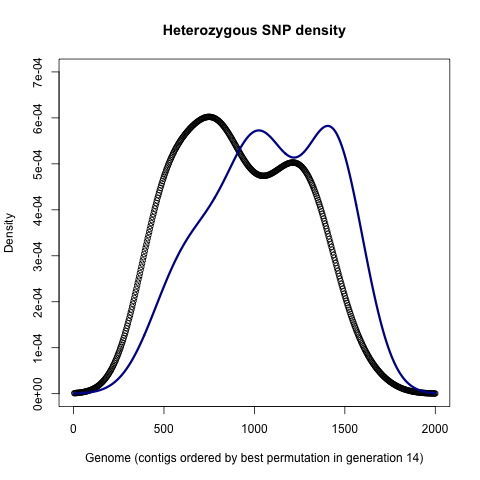 Heterozygous SNP density
7e-04
6e-04
5e-04
4e-04
3e-04
2e-04
1e-04
0e+00
Density
0 500 1000 1500 2000
Genome (contigs ordered by best permutation in generation 14)